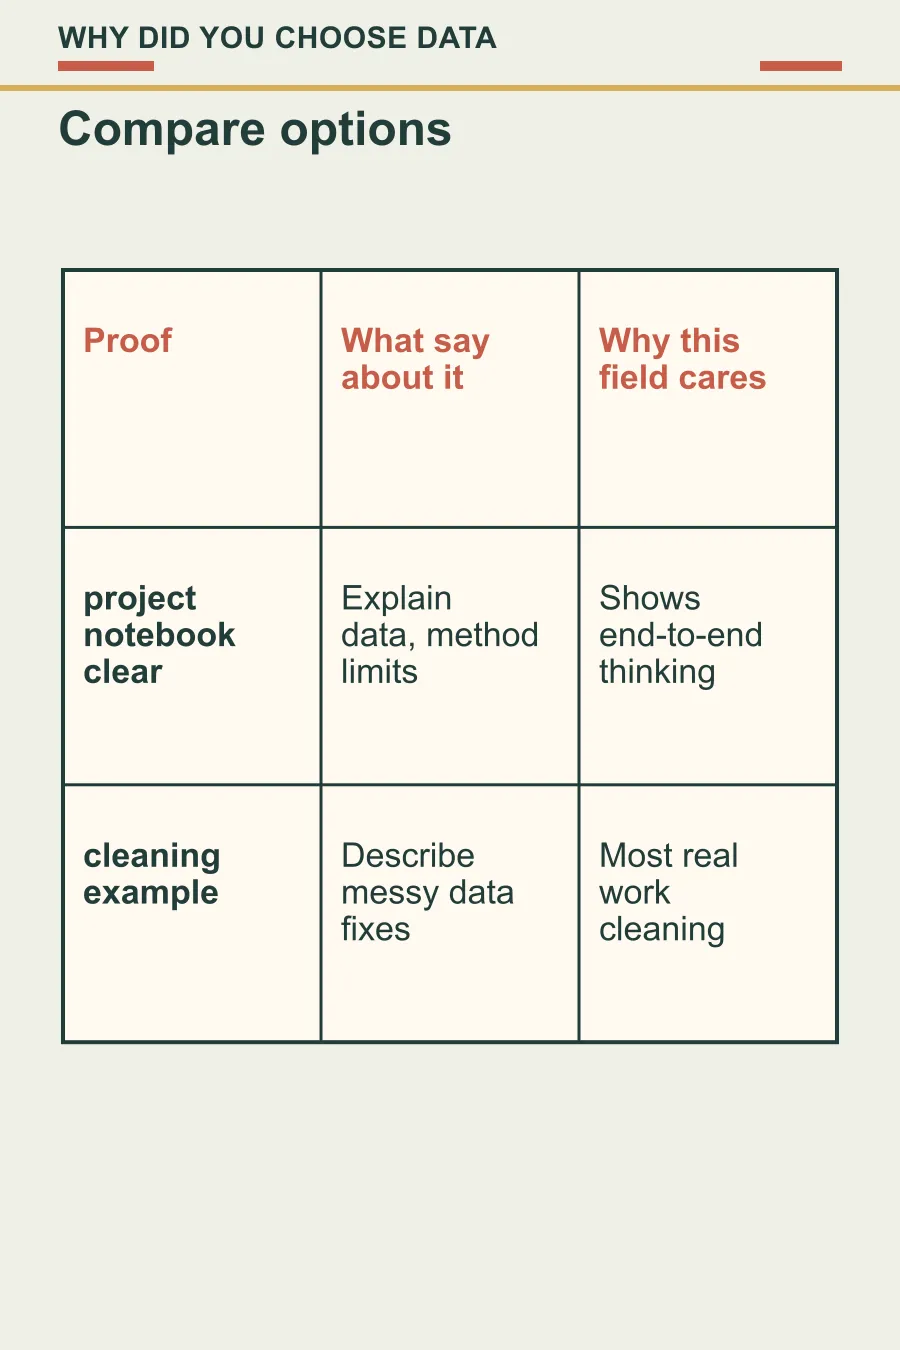 WHY DID YOU CHOOSE DATA
Compare options
Proof
What say
about it
Why this
field cares
project
notebook
clear
Explain
data, method
limits
Shows
end-to-end
thinking
cleaning
example
Describe
messy data
fixes
Most real
work
cleaning